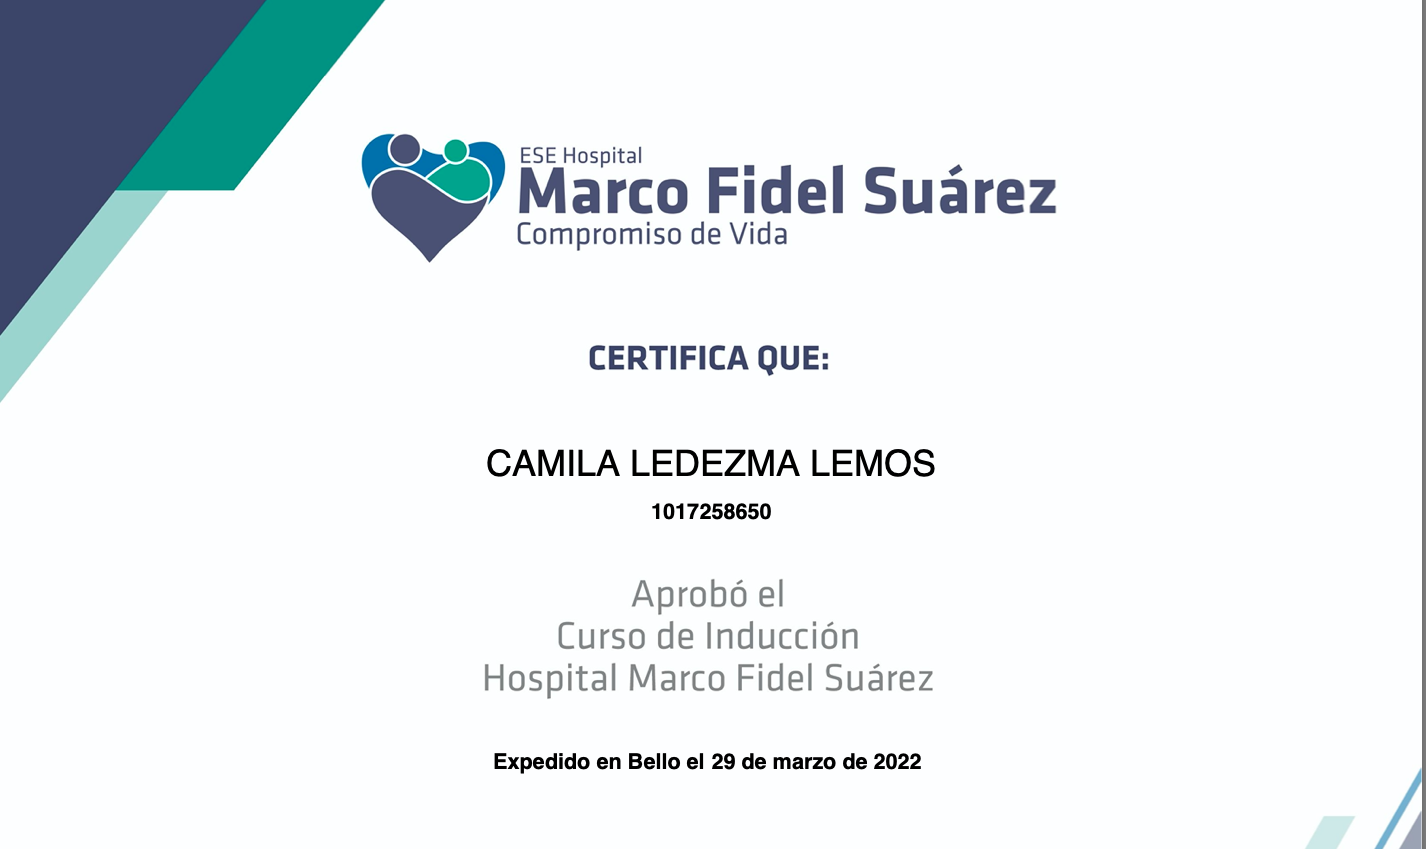 ESE Hospital
Marco Fidel Suárez
Compromiso de Vida
CERTIFICA QUE:
CAMILA LEDEZMA LEMOS
1017258650
Aprobó el
Curso de Inducción
Hospital Marco Fidel Suárez
Expedido en Bello el 29 de marzo de 2022